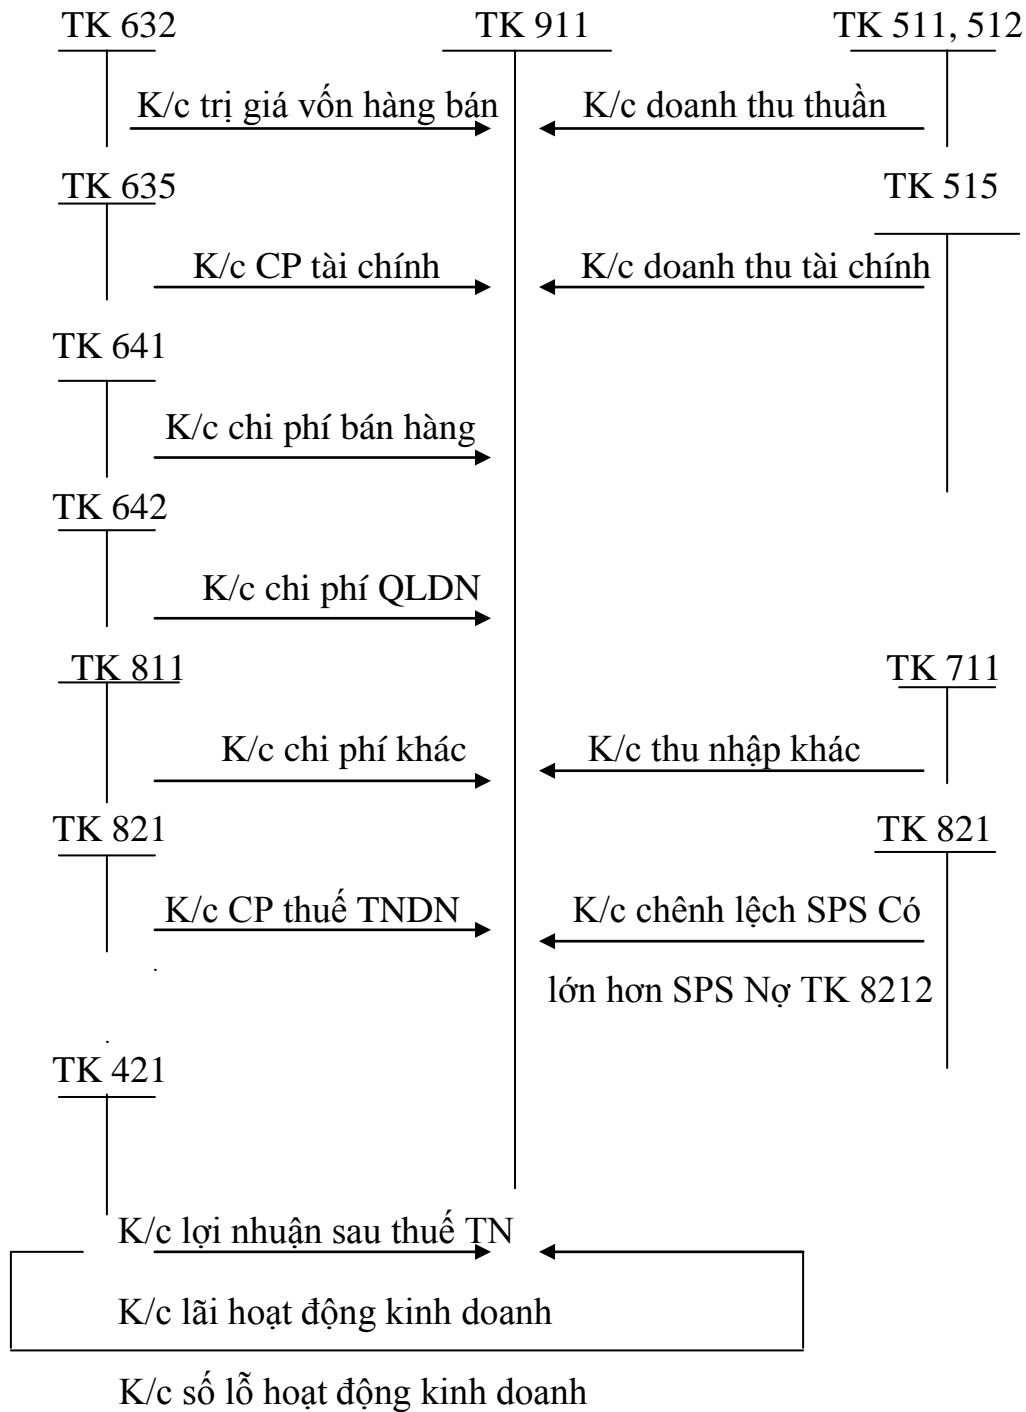 TK 632 TK 911 TK 511, 512
K/c trị giá vốn hàng bán K/c doanh thu thuần
TK 635 TK 515
K/c CP tài chính K/c doanh thu tài chính
TK 641
K/c chi phí bán hàng
TK 642
K/c chi phí QLDN
TK 811 TK 711
K/c chi phí khác K/c thu nhập khác
TK 821 TK 821
K/c CP thuế TNDN K/c chênh lệch SPS Có
lớn hơn SPS Nợ TK 8212
TK 421
K/c lợi nhuận sau thuế TN
K/c lãi hoạt động kinh doanh
K/c số lỗ hoạt động kinh doanh